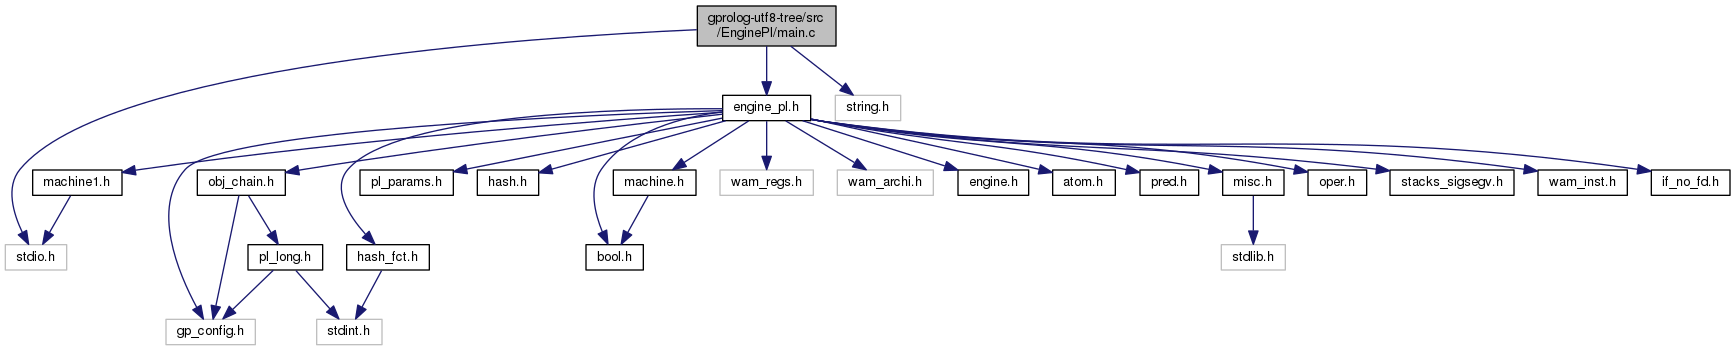 gprolog-utf8-tree/src
/EnginePl/main.c
engine_pl.h
string.h
machine1.h
obj_chain.h
pl_params.h
hash.h
machine.h
wam_regs.h
wam_archi.h
engine.h
atom.h
pred.h
misc.h
oper.h
stacks_sigsegv.h
wam_inst.h
if_no_fd.h
stdio.h
pl_long.h
hash_fct.h
bool.h
stdlib.h
gp_config.h
stdint.h